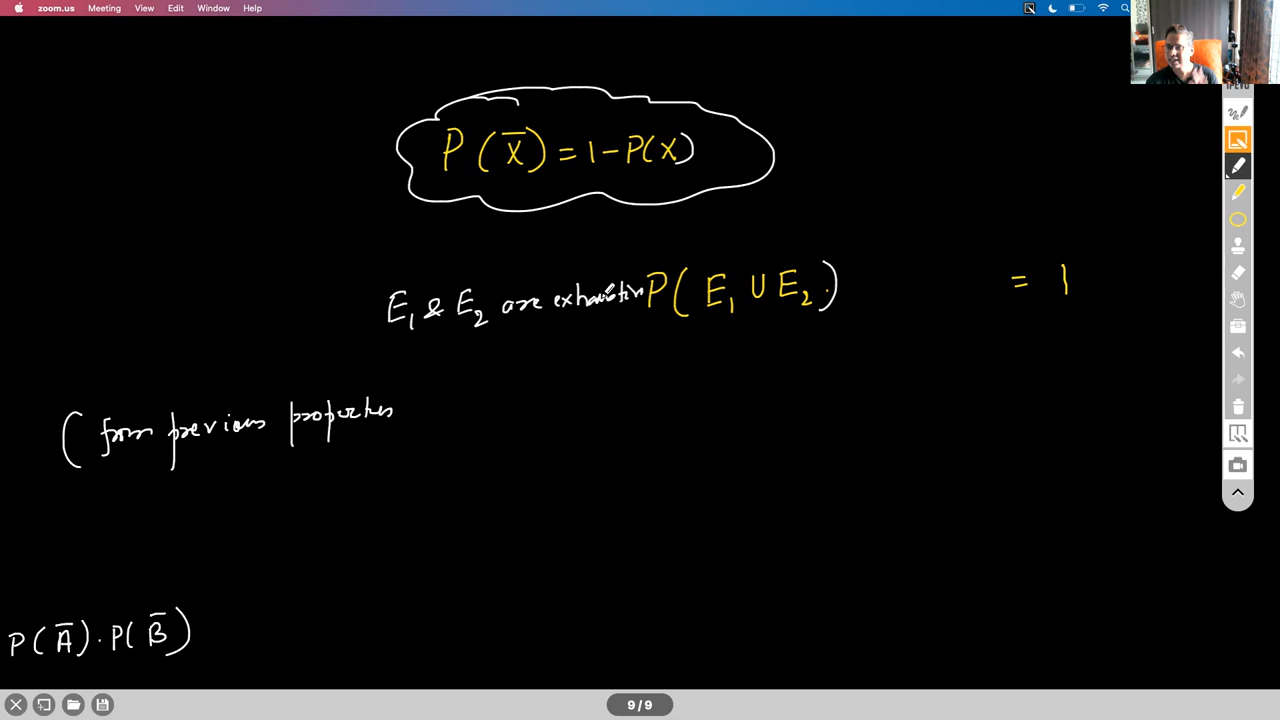 zoom.us Meeting View Edit Window Help
IPEVO
P(X̅) = 1 - P(X)
E₁ & E₂ are exhaustive P(E₁ ∪ E₂) = 1
(from previous properties
P(A̅) · P(B̅)
9/9